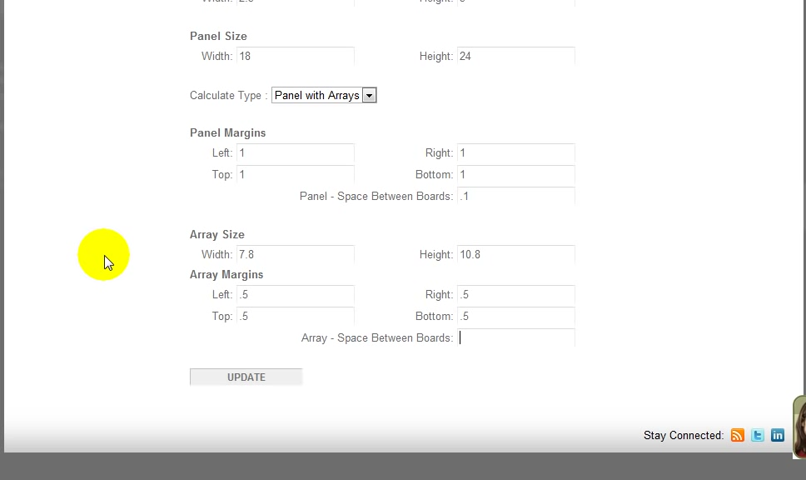 Panel Size
Width: 18 Height: 24
Calculate Type : Panel with Arrays
Panel Margins
Left: 1 Right: 1
Top: 1 Bottom: 1
Panel - Space Between Boards: .1
Array Size
Width: 7.8 Height: 10.8
Array Margins
Left: .5 Right: .5
Top: .5 Bottom: .5
Array - Space Between Boards:
UPDATE
Stay Connected: